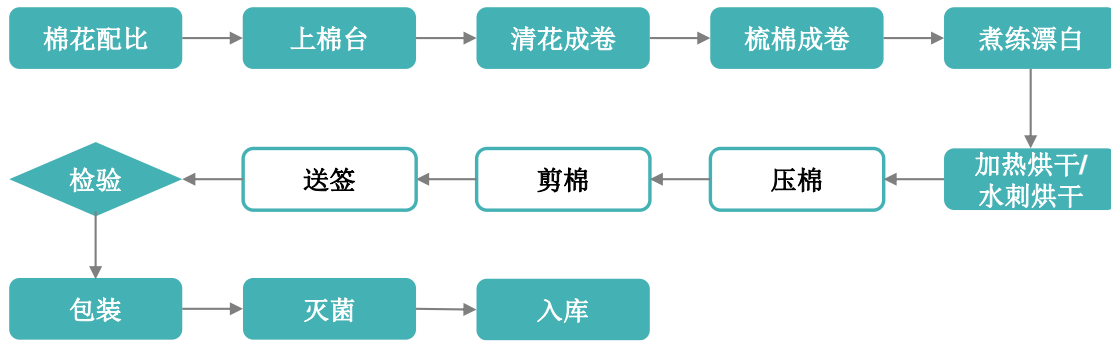 棉花配比
上棉台
清花成卷
梳棉成卷
煮练漂白
检验
送签
剪棉
压棉
加热烘干/
水刺烘干
包装
灭菌
入库